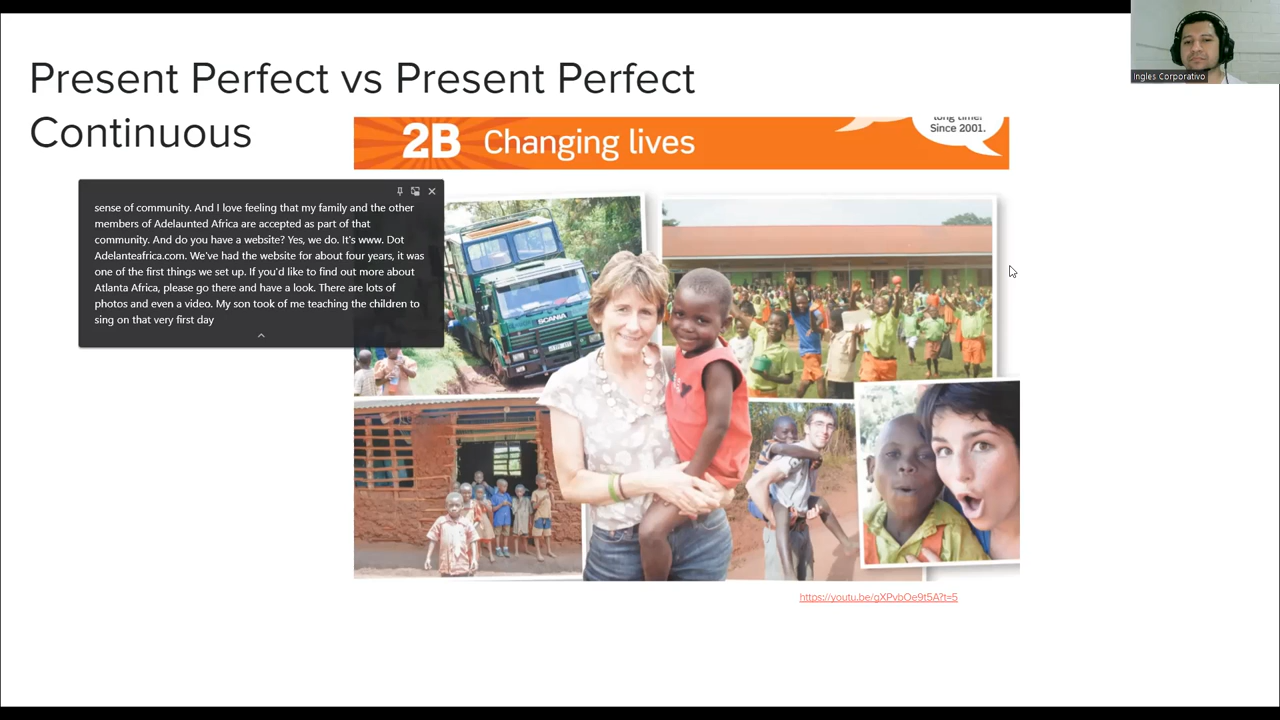 Ingles Corporativo
Present Perfect vs Present Perfect
Continuous
long time!
Since 2001.
2B Changing lives
sense of community. And I love feeling that my family and the other
members of Adelaunted Africa are accepted as part of that
community. And do you have a website? Yes, we do. It's www. Dot
Adelanteafrica.com. We've had the website for about four years, it was
one of the first things we set up. If you'd like to find out more about
Atlanta Africa, please go there and have a look. There are lots of
photos and even a video. My son took of me teaching the children to
sing on that very first day
SCANIA
https://youtu.be/gXPvbOe9t5A?t=5